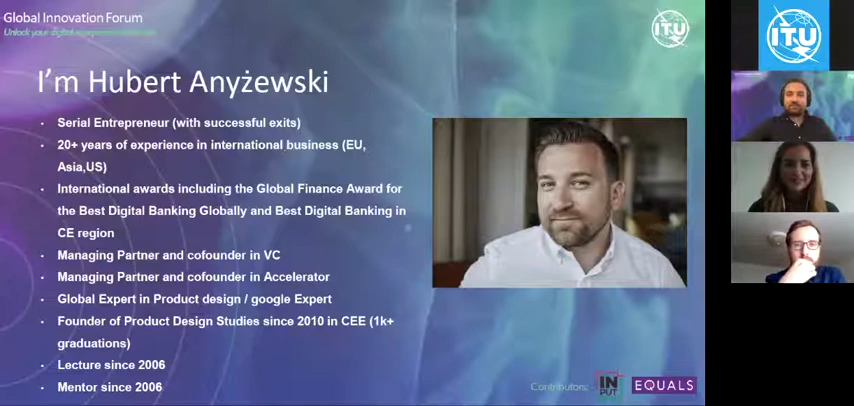 Global Innovation Forum
ITU
ITU
I'm Hubert Anyżewski
· Serial Entrepreneur (with successful exits)
· 20+ years of experience in international business (EU,
Asia,US)
· International awards including the Global Finance Award for
the Best Digital Banking Globally and Best Digital Banking in
CE region
· Managing Partner and cofounder in VC
· Managing Partner and cofounder in Accelerator
· Global Expert in Product design / google Expert
· Founder of Product Design Studies since 2010 in CEE (1k+
graduations)
· Lecture since 2006
· Mentor since 2006
Contributors:
INPUT
EQUALS